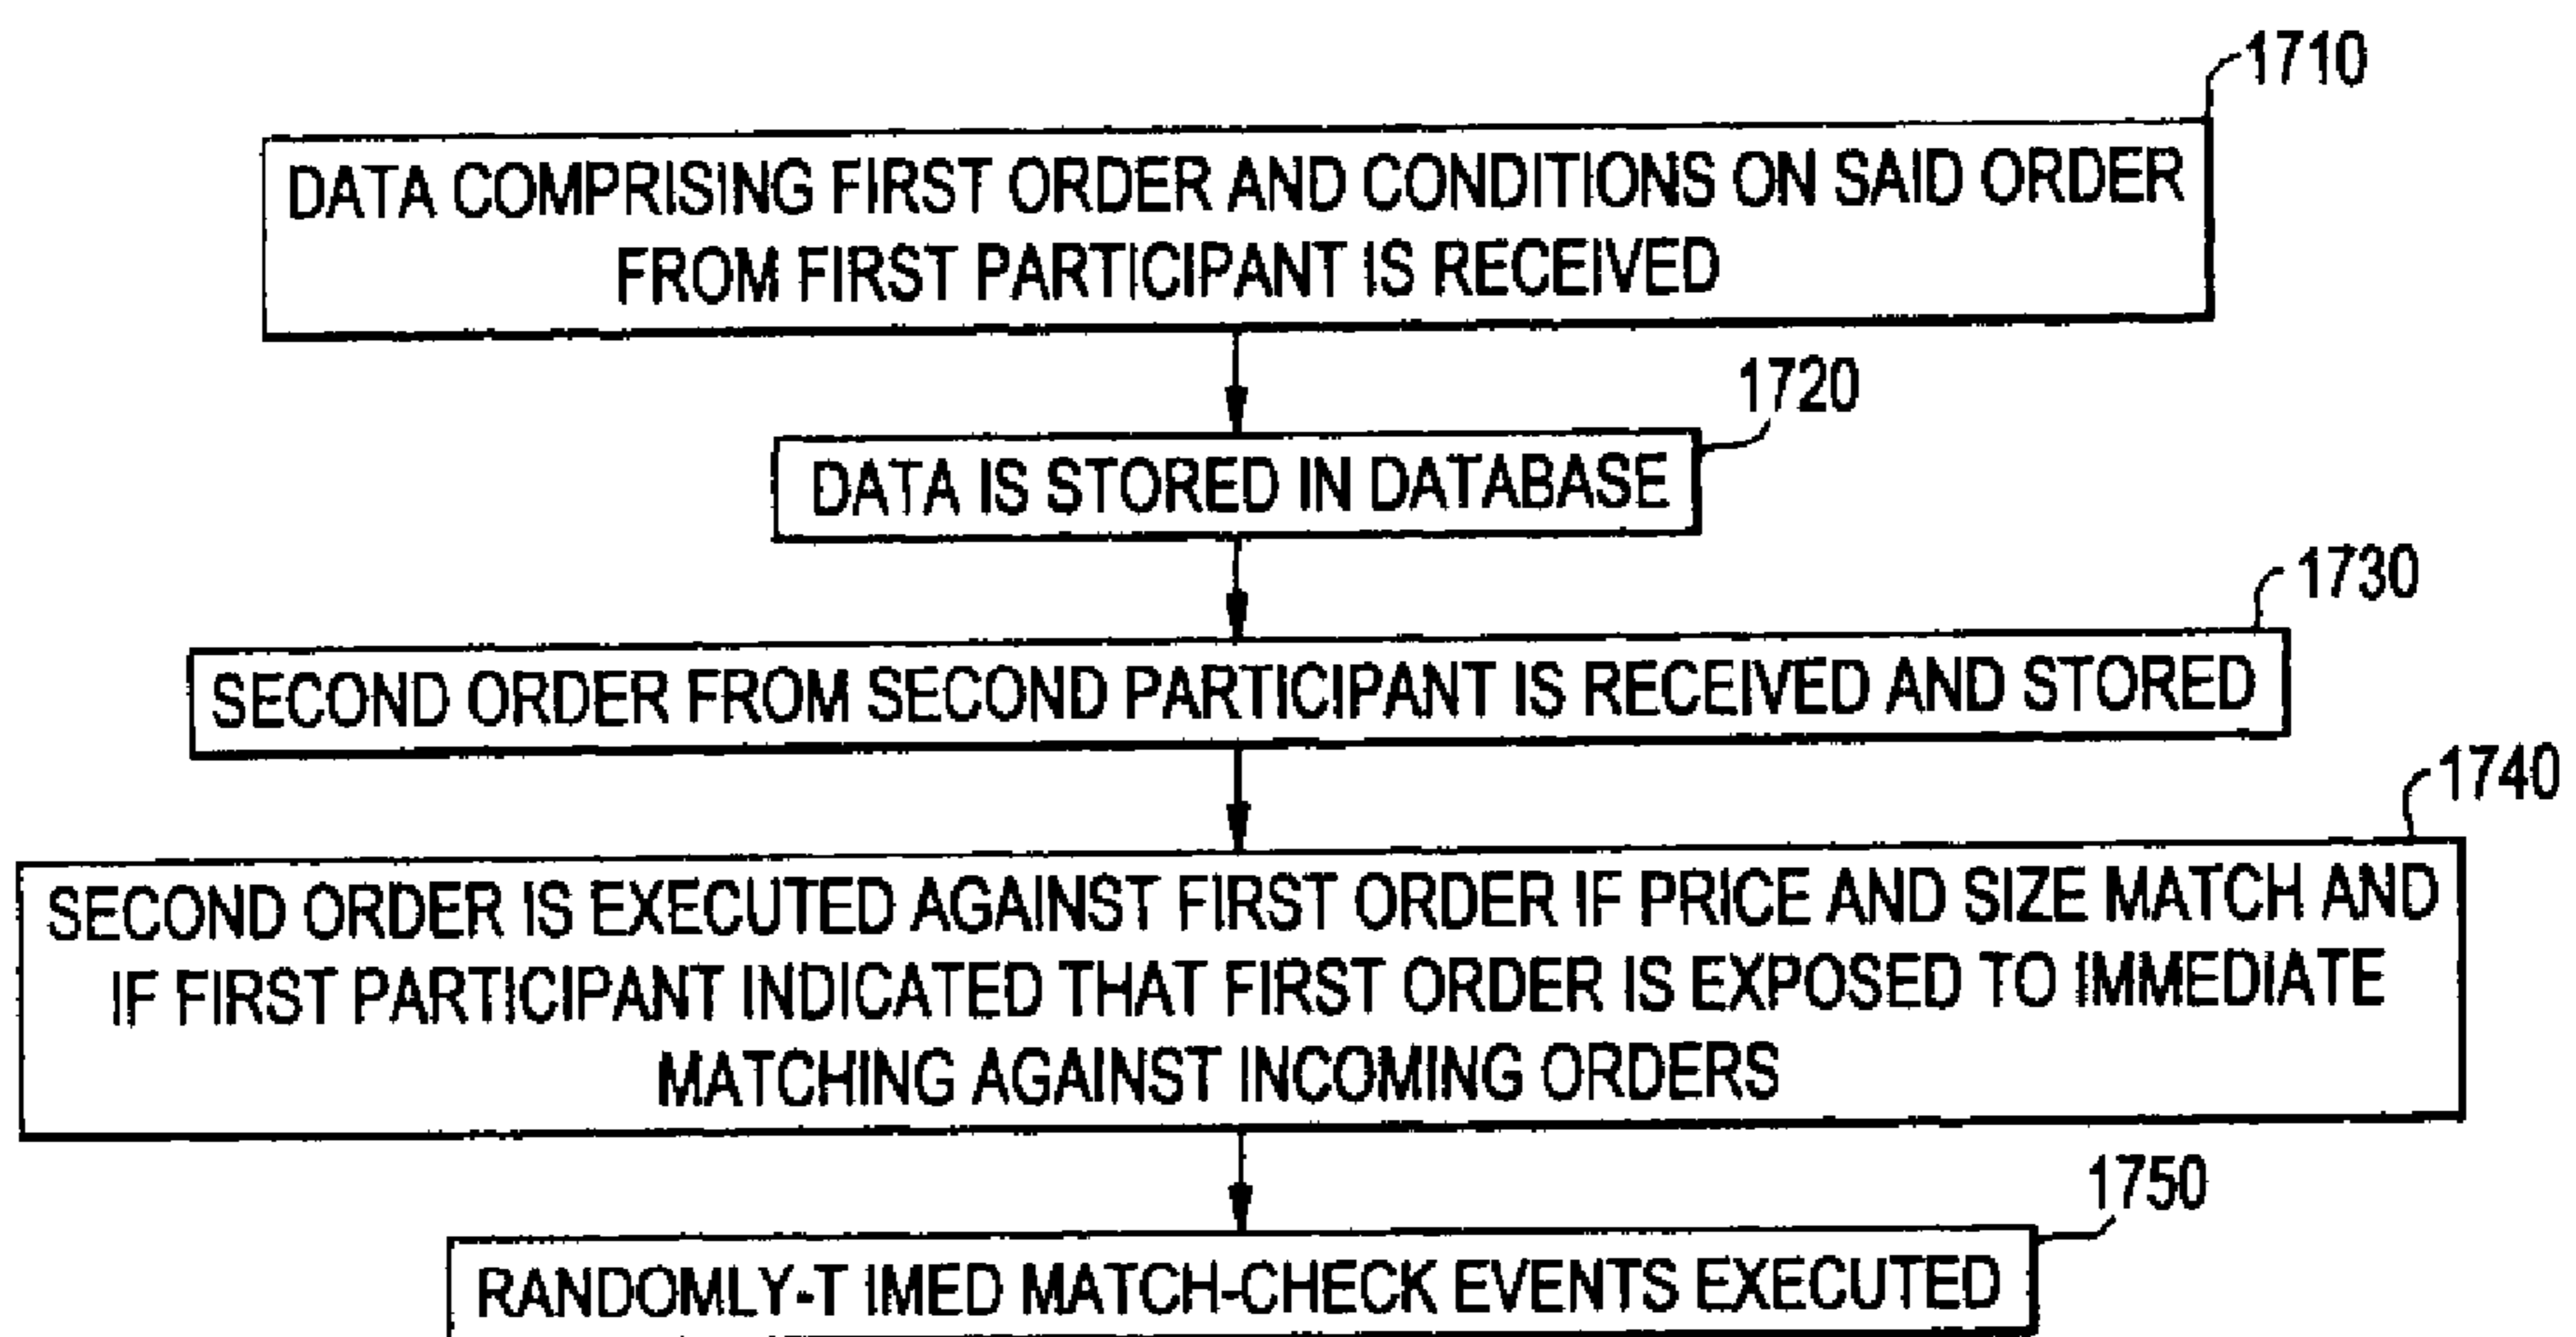 1710
DATA COMPRISING FIRST ORDER AND CONDITIONS ON SAID ORDER
FROM FIRST PARTICIPANT IS RECEIVED
1720
DATA IS STORED IN DATABASE
1730
SECOND ORDER FROM SECOND PARTICIPANT IS RECEIVED AND STORED
1740
SECOND ORDER IS EXECUTED AGAINST FIRST ORDER IF PRICE AND SIZE MATCH AND
IF FIRST PARTICIPANT INDICATED THAT FIRST ORDER IS EXPOSED TO IMMEDIATE
MATCHING AGAINST INCOMING ORDERS
1750
RANDOMLY-T IMED MATCH-CHECK EVENTS EXECUTED